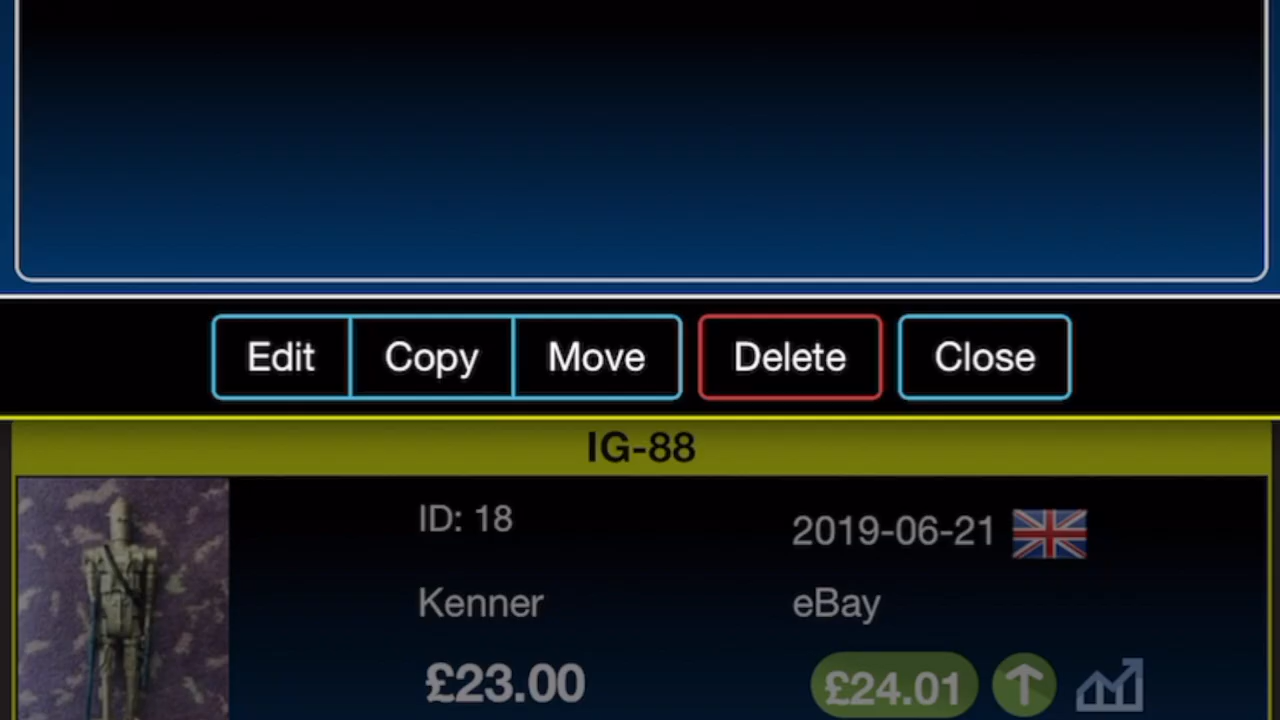 Edit Copy Move Delete Close
IG-88
ID: 18 2019-06-21
Kenner eBay
£23.00 £24.01